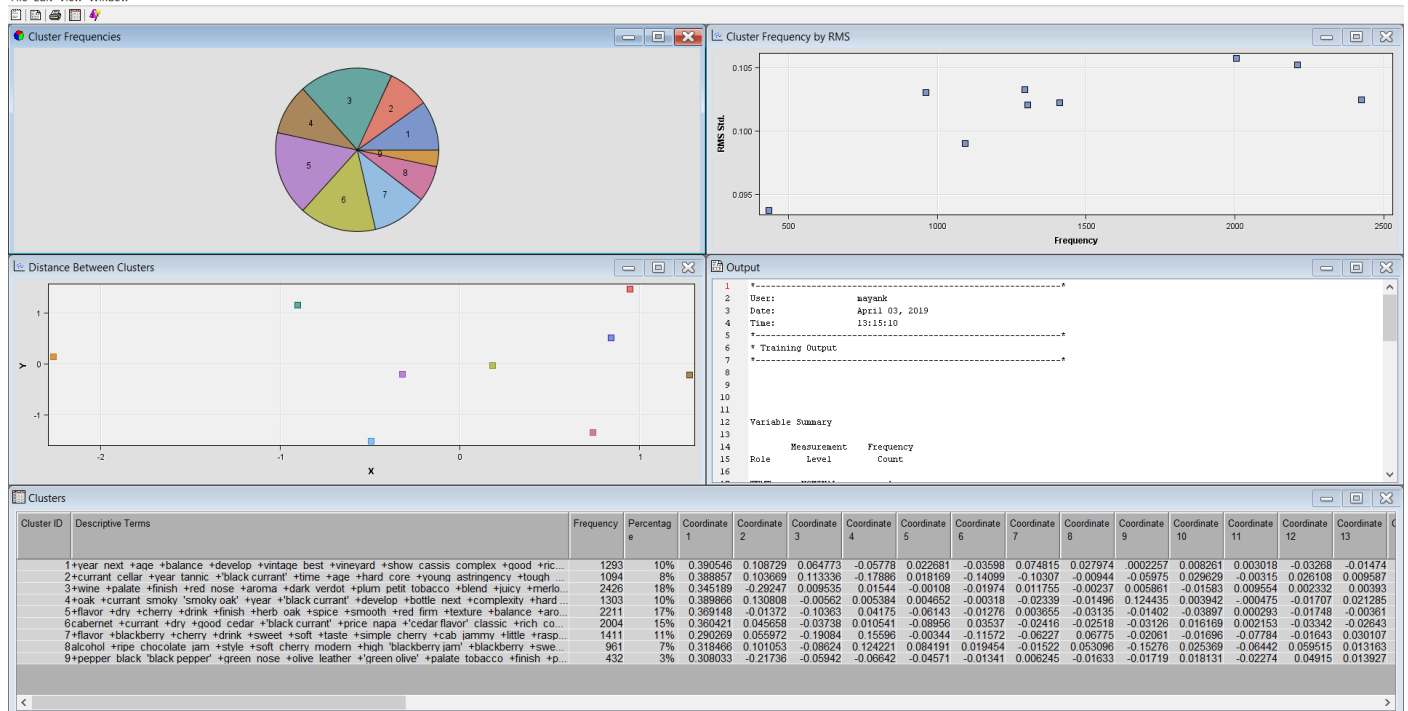 File Edit View Window
Cluster Frequencies
3
2
4
1
9
5
8
7
6
Cluster Frequency by RMS
0.105
0.100
0.095
RMS Std.
500 1000 1500 2000 2500
Frequency
Distance Between Clusters
1
0
-1
Y
-2 -1 0 1
X
Output
1 *------------------------------------------------------------*
2 User: mayank
3 Date: April 03, 2019
4 Time: 13:15:10
5 *------------------------------------------------------------*
6 * Training Output
7 *------------------------------------------------------------*
8
9
10
11
12 Variable Summary
13
14 Measurement Frequency
15 Role Level Count
16
Clusters
Cluster ID Descriptive Terms Frequency Percentag Coordinate Coordinate Coordinate Coordinate Coordinate Coordinate Coordinate Coordinate Coordinate Coordinate Coordinate Coordinate Coordinate
e 1 2 3 4 5 6 7 8 9 10 11 12 13
1 +year next +age +balance +develop +vintage best +vineyard +show cassis complex +good +ric... 1293 10% 0.390546 0.108729 0.064773 -0.05778 0.022681 -0.03598 0.074815 0.027974 .0002257 0.008261 0.003018 -0.03268 -0.01474
2 +currant cellar +year tannic +'black currant' +time +age +hard core +young astringency +tough ... 1094 8% 0.388857 0.103669 0.113336 -0.17886 0.018169 -0.14099 -0.10307 -0.00944 -0.05975 0.029629 -0.00315 0.026108 0.009587
3 +wine +palate +finish +red nose +aroma +dark verdot +plum petit tobacco +blend +juicy +merlo... 2426 18% 0.345189 -0.29247 0.009535 0.01544 -0.00108 -0.01974 0.011755 -0.00237 0.005861 -0.01583 0.009554 0.002332 0.00393
4 +oak +currant smoky 'smoky oak' +year +'black currant' +develop +bottle next +complexity +hard ... 1303 10% 0.389866 0.130808 -0.00562 0.005384 0.004652 -0.00318 -0.02339 -0.01496 0.124435 0.003942 -.000475 -0.01707 0.021285
5 +flavor +dry +cherry +drink +finish +herb oak +spice +smooth +red firm +texture +balance +aro... 2211 17% 0.369148 -0.01372 -0.10363 0.04175 -0.06143 -0.01276 0.003655 -0.03135 -0.01402 -0.03897 0.000293 -0.01748 -0.00361
6 cabernet +currant +dry +good cedar +'black currant' +price napa +'cedar flavor' classic +rich co... 2004 15% 0.360421 0.045658 -0.03738 0.010541 -0.08956 0.03537 -0.02416 -0.02518 -0.03126 0.016169 0.002153 -0.03342 -0.02643
7 +flavor +blackberry +cherry +drink +sweet +soft +taste +simple cherry +cab jammy +little +rasp... 1411 11% 0.290269 0.055972 -0.19084 0.15596 -0.00344 -0.11572 -0.06227 0.06775 -0.02061 -0.01696 -0.07784 -0.01643 0.030107
8 alcohol +ripe chocolate jam +style +soft cherry modern +high 'blackberry jam' +blackberry +swe... 961 7% 0.318466 0.101053 -0.08624 0.124221 0.084191 0.019454 -0.01522 0.053096 -0.15276 0.025369 -0.06442 0.059515 0.013163
9 +pepper black 'black pepper' +green nose +olive leather +'green olive' +palate tobacco +finish +p... 432 3% 0.308033 -0.21736 -0.05942 -0.06642 -0.04571 -0.01341 0.006245 -0.01633 -0.01719 0.018131 -0.02274 0.04915 0.013927